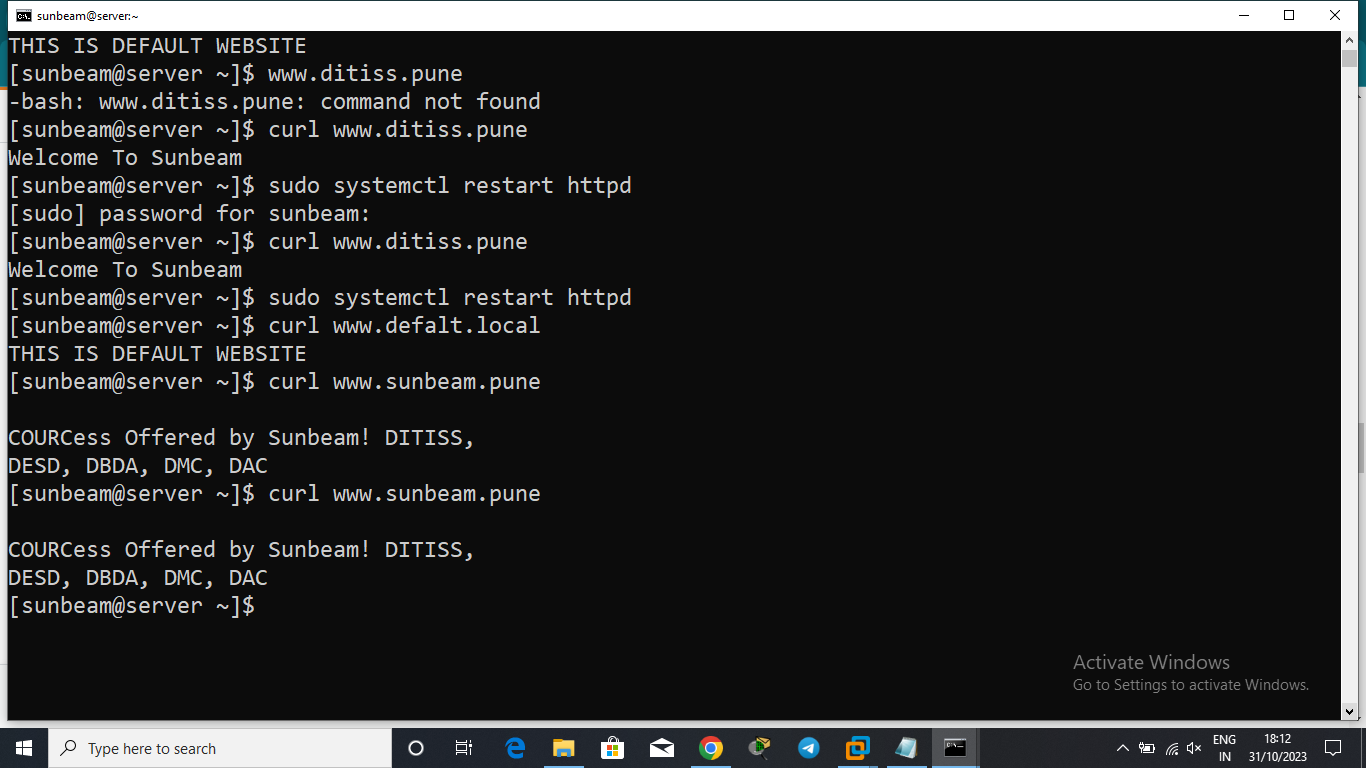 sunbeam@server:~
THIS IS DEFAULT WEBSITE
[sunbeam@server ~]$ www.ditiss.pune
-bash: www.ditiss.pune: command not found
[sunbeam@server ~]$ curl www.ditiss.pune
Welcome To Sunbeam
[sunbeam@server ~]$ sudo systemctl restart httpd
[sudo] password for sunbeam:
[sunbeam@server ~]$ curl www.ditiss.pune
Welcome To Sunbeam
[sunbeam@server ~]$ sudo systemctl restart httpd
[sunbeam@server ~]$ curl www.defalt.local
THIS IS DEFAULT WEBSITE
[sunbeam@server ~]$ curl www.sunbeam.pune
COURCess Offered by Sunbeam! DITISS,
DESD, DBDA, DMC, DAC
[sunbeam@server ~]$ curl www.sunbeam.pune
COURCess Offered by Sunbeam! DITISS,
DESD, DBDA, DMC, DAC
[sunbeam@server ~]$
Activate Windows
Go to Settings to activate Windows.
Type here to search
ENG
IN
18:12
31/10/2023